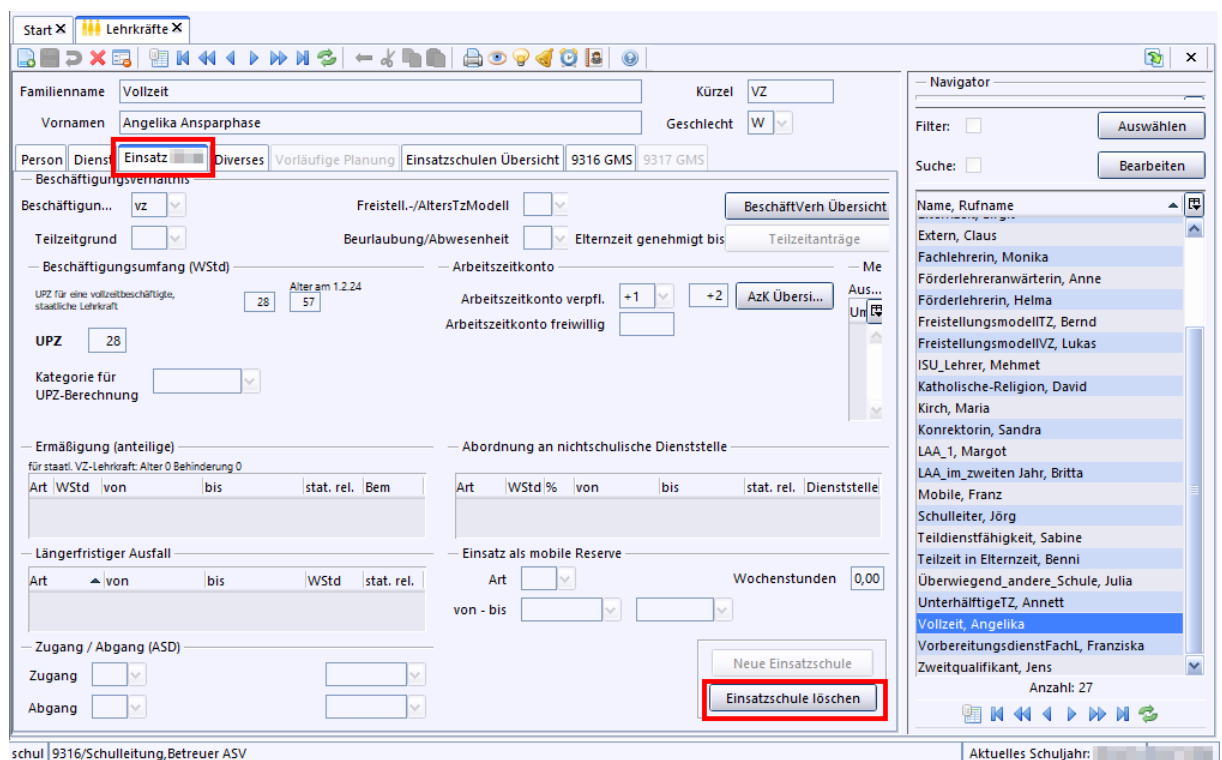 Start X Lehrkräfte X
Familienname Vollzeit Kürzel VZ
Vornamen Angelika Ansparphase Geschlecht W
Person Dienst Einsatz Diverses Vorläufige Planung Einsatzschulen Übersicht 9316 GMS 9317 GMS
Beschäftigungsverhältnis
Beschäftigun... vz Freistell.-/AltersTzModell BeschäftVerh Übersicht
Teilzeitgrund Beurlaubung/Abwesenheit Elternzeit genehmigt bis Teilzeitanträge
Beschäftigungsumfang (WStd) Arbeitszeitkonto Me
UPZ für eine vollzeitbeschäftigte,
staatliche Lehrkraft 28
Alter am 1.2.24
57
Arbeitszeitkonto verpfl. +1 +2 AzK Übersi... Aus...
Um
Arbeitszeitkonto freiwillig
UPZ 28
Kategorie für
UPZ-Berechnung
Ermäßigung (anteilige) Abordnung an nichtschulische Dienststelle
für staatl. VZ-Lehrkraft: Alter 0 Behinderung 0
Art WStd von bis stat. rel. Bem
Art WStd % von bis stat. rel. Dienststelle
Längerfristiger Ausfall Einsatz als mobile Reserve
Art von bis WStd stat. rel.
Art Wochenstunden 0,00
von - bis
Zugang / Abgang (ASD)
Zugang
Abgang
Neue Einsatzschule
Einsatzschule löschen
Navigator
Filter: Auswählen
Suche: Bearbeiten
Name, Rufname
Extern, Claus
Fachlehrerin, Monika
Förderlehreranwärterin, Anne
Förderlehrerin, Helma
FreistellungsmodellTZ, Bernd
FreistellungsmodellVZ, Lukas
ISU_Lehrer, Mehmet
Katholische-Religion, David
Kirch, Maria
Konrektorin, Sandra
LAA_1, Margot
LAA_im_zweiten Jahr, Britta
Mobile, Franz
Schulleiter, Jörg
Teildienstfähigkeit, Sabine
Teilzeit in Elternzeit, Benni
Überwiegend_andere_Schule, Julia
UnterhälftigeTZ, Annett
Vollzeit, Angelika
VorbereitungsdienstFachL, Franziska
Zweitqualifikant, Jens
Anzahl: 27
schul 9316/Schulleitung,Betreuer ASV Aktuelles Schuljahr: